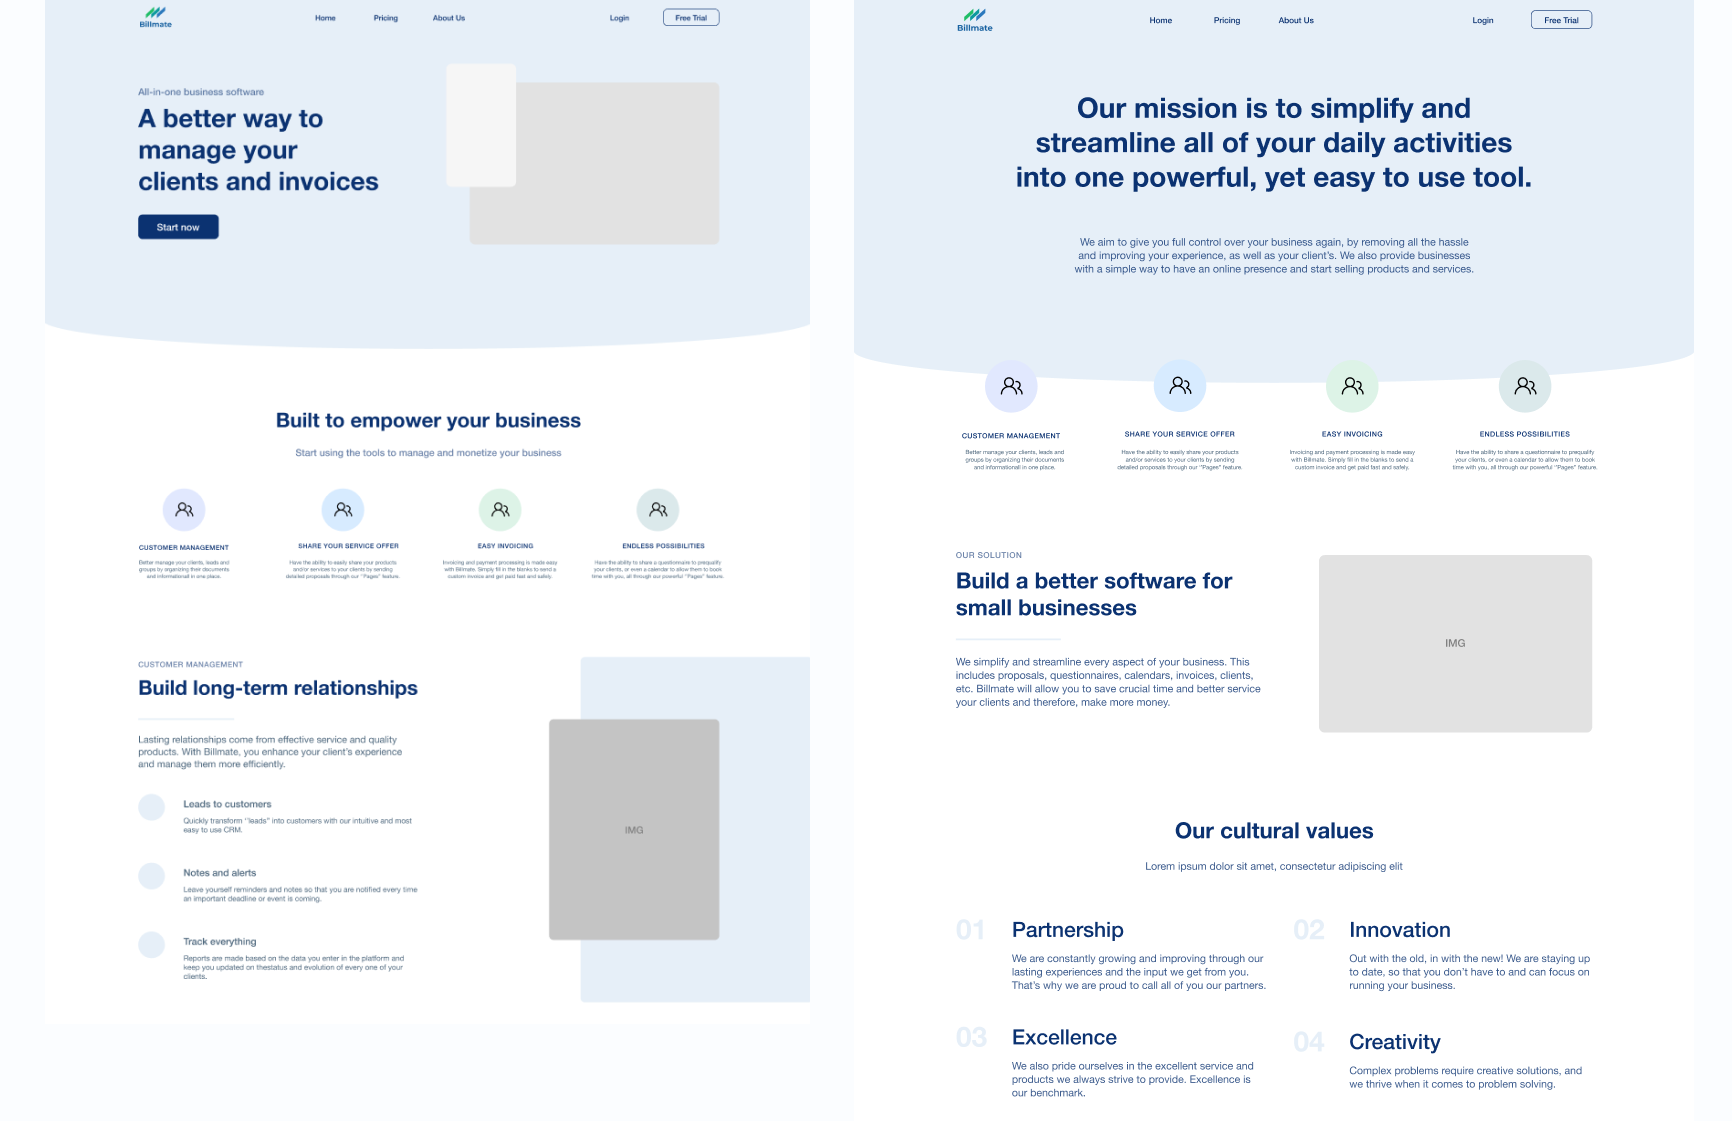 Billmate
Home
Pricing
About Us
Login
Free Trial
All-in-one business software
A better way to
manage your
clients and invoices
Start now
Built to empower your business
Start using the tools to manage and monetize your business
CUSTOMER MANAGEMENT
Better manage your clients, leads and
groups by organizing their documents
and informationall in one place.
SHARE YOUR SERVICE OFFER
Have the ability to easily share your products
and/or services to your clients by sending
detailed proposals through our “Pages” feature.
EASY INVOICING
Invoicing and payment processing is made easy
with Billmate. Simply fill in the blanks to send a
custom invoice and get paid fast and safely.
ENDLESS POSSIBILITIES
Have the ability to share a questionnaire to prequalify
your clients, or even a calendar to allow them to book
time with you, all through our powerful “Pages” feature.
CUSTOMER MANAGEMENT
Build long-term relationships
Lasting relationships come from effective service and quality
products. With Billmate, you enhance your client’s experience
and manage them more efficiently.
Leads to customers
Quickly transform “leads” into customers with our intuitive and most
easy to use CRM.
Notes and alerts
Leave yourself reminders and notes so that you are notified every time
an important deadline or event is coming.
Track everything
Reports are made based on the data you enter in the platform and
keep you updated on thestatus and evolution of every one of your
clients.
IMG
Billmate
Home
Pricing
About Us
Login
Free Trial
Our mission is to simplify and
streamline all of your daily activities
into one powerful, yet easy to use tool.
We aim to give you full control over your business again, by removing all the hassle
and improving your experience, as well as your client’s. We also provide businesses
with a simple way to have an online presence and start selling products and services.
CUSTOMER MANAGEMENT
Better manage your clients, leads and
groups by organizing their documents
and informationall in one place.
SHARE YOUR SERVICE OFFER
Have the ability to easily share your products
and/or services to your clients by sending
detailed proposals through our “Pages” feature.
EASY INVOICING
Invoicing and payment processing is made easy
with Billmate. Simply fill in the blanks to send a
custom invoice and get paid fast and safely.
ENDLESS POSSIBILITIES
Have the ability to share a questionnaire to prequalify
your clients, or even a calendar to allow them to book
time with you, all through our powerful “Pages” feature.
OUR SOLUTION
Build a better software for
small businesses
We simplify and streamline every aspect of your business. This
includes proposals, questionnaires, calendars, invoices, clients,
etc. Billmate will allow you to save crucial time and better service
your clients and therefore, make more money.
IMG
Our cultural values
Lorem ipsum dolor sit amet, consectetur adipiscing elit
01
Partnership
We are constantly growing and improving through our
lasting experiences and the input we get from you.
That’s why we are proud to call all of you our partners.
02
Innovation
Out with the old, in with the new! We are staying up
to date, so that you don’t have to and can focus on
running your business.
03
Excellence
We also pride ourselves in the excellent service and
products we always strive to provide. Excellence is
our benchmark.
04
Creativity
Complex problems require creative solutions, and
we thrive when it comes to problem solving.